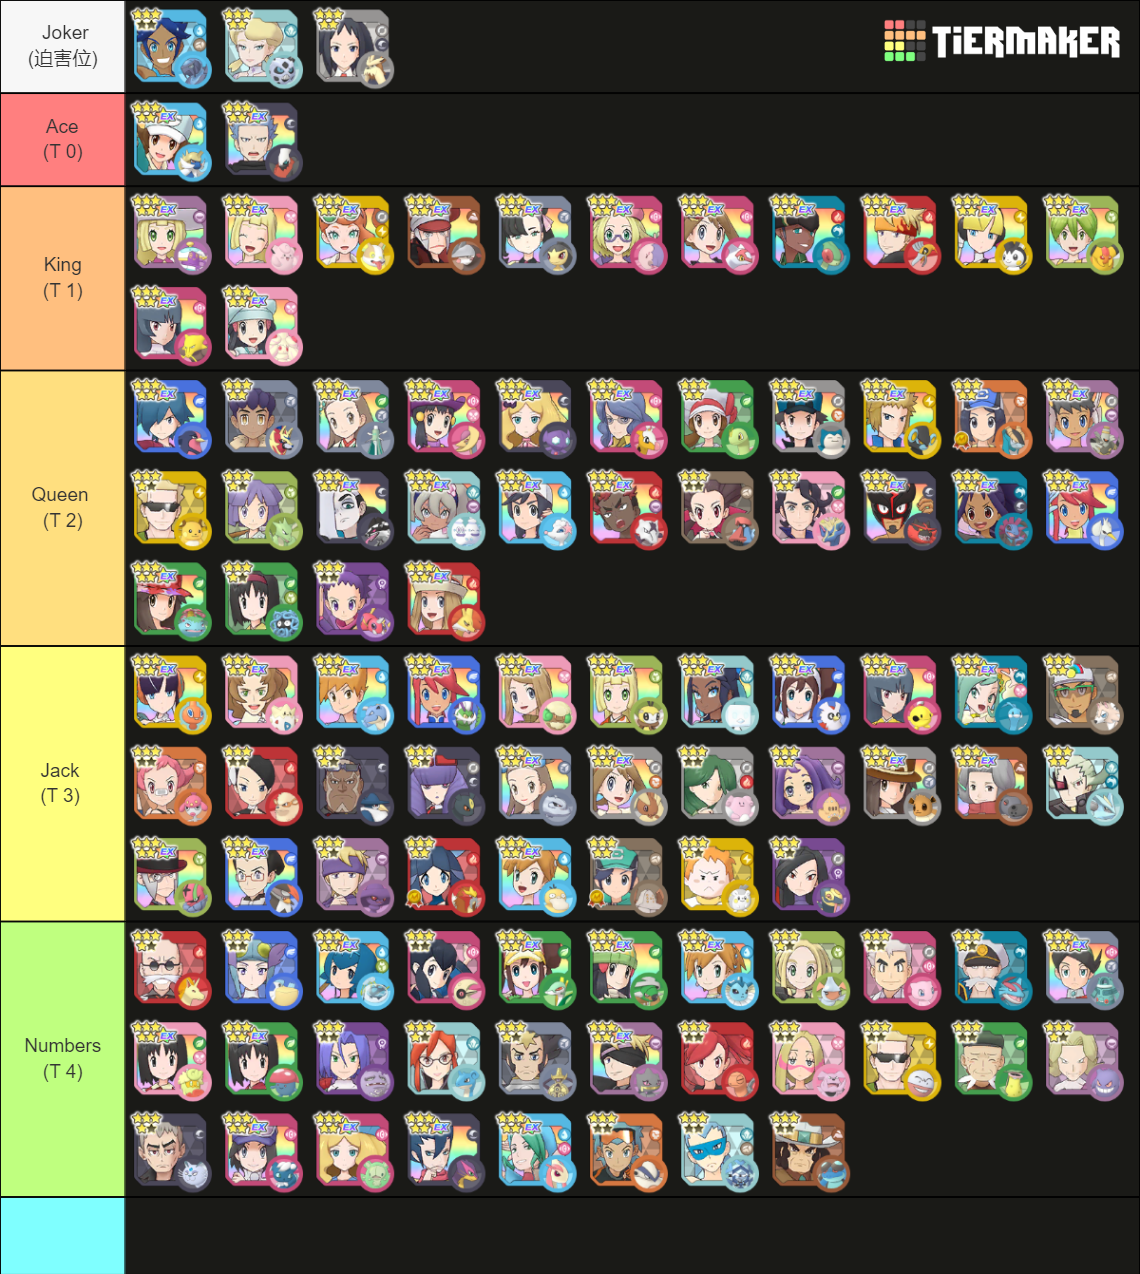 Joker
(迫害位)
TiERMAKER
Ace
(T 0)
King
(T 1)
Queen
(T 2)
Jack
(T 3)
Numbers
(T 4)